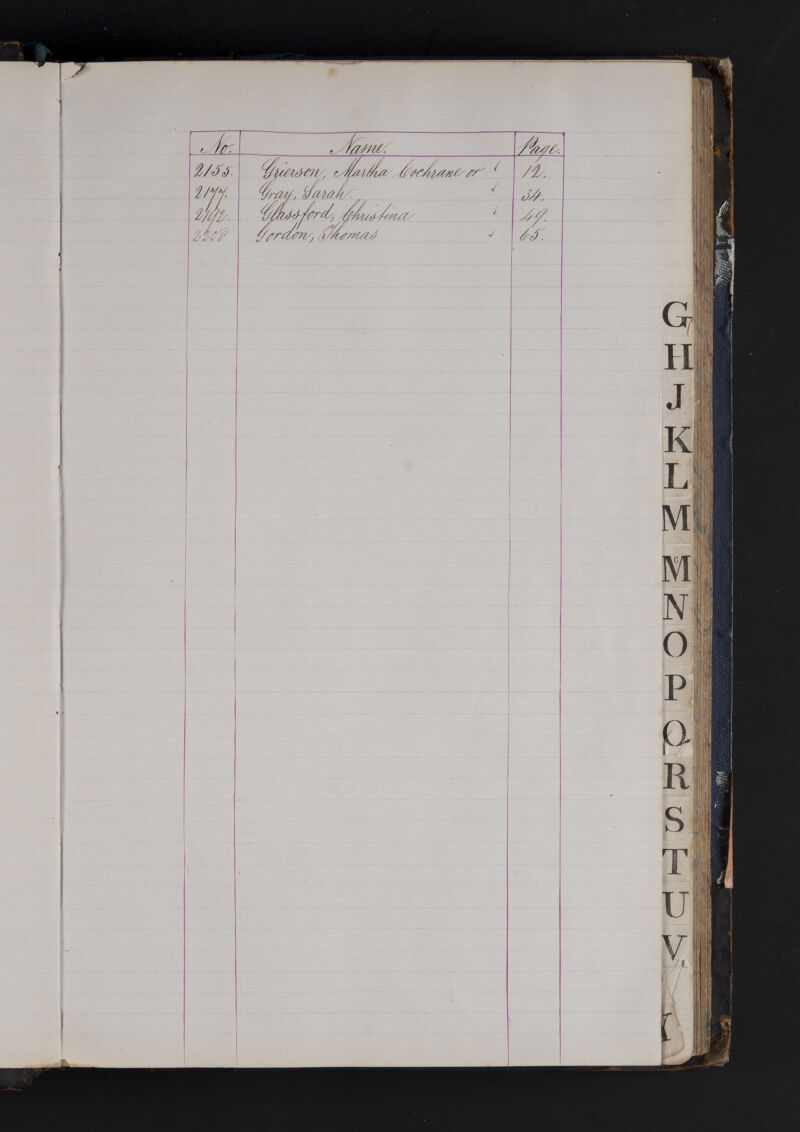 No. Name. Page.
2155. Grierson, Martha Cochrane or 12.
2177. Gray, Sarah. 34.
2192. Glassford, Christina 49.
2208 Gordon, Thomas 65.
G
H
J
K
L
M
Mc
N
O
P
Q
R
S
T
U
V